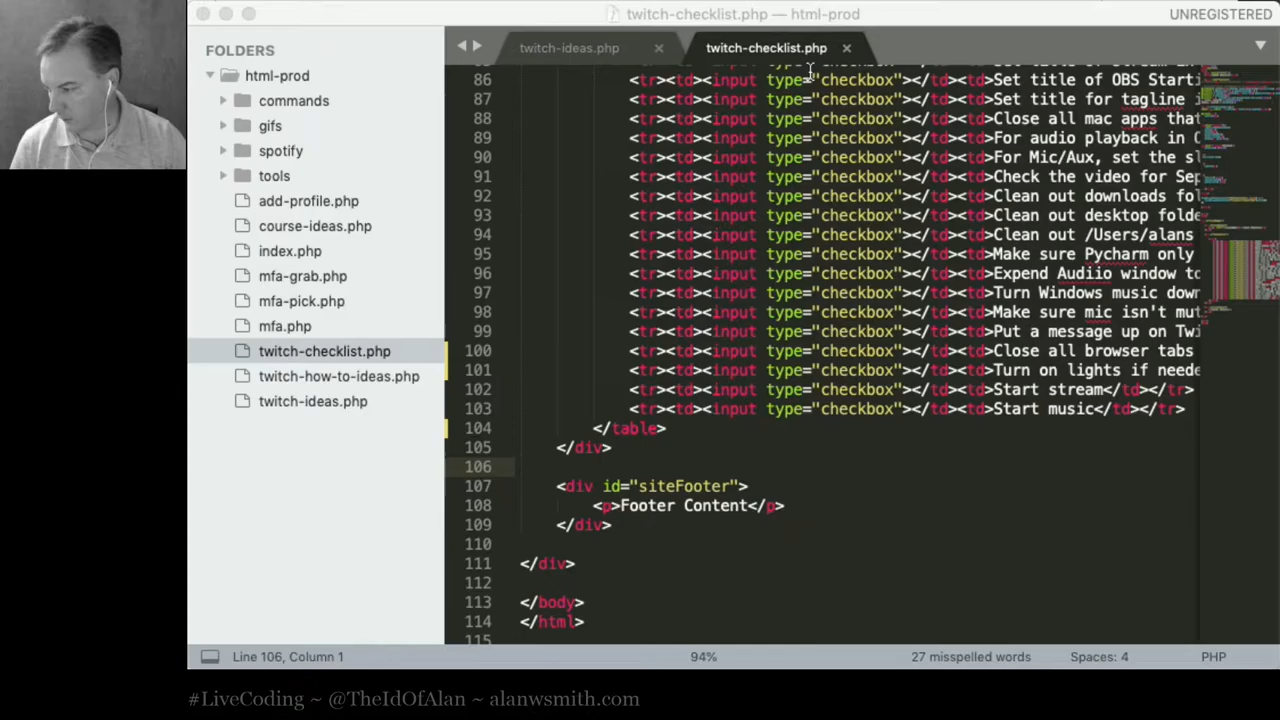 twitch-checklist.php — html-prod
UNREGISTERED
FOLDERS
html-prod
commands
gifs
spotify
tools
add-profile.php
course-ideas.php
index.php
mfa-grab.php
mfa-pick.php
mfa.php
twitch-checklist.php
twitch-how-to-ideas.php
twitch-ideas.php
twitch-ideas.php
twitch-checklist.php
86 <tr><td><input type="checkbox"></td><td>Set title of OBS Starti
87 <tr><td><input type="checkbox"></td><td>Set title for tagline i
88 <tr><td><input type="checkbox"></td><td>Close all mac apps that
89 <tr><td><input type="checkbox"></td><td>For audio playback in
90 <tr><td><input type="checkbox"></td><td>For Mic/Aux, set the sl
91 <tr><td><input type="checkbox"></td><td>Check the video for Sep
92 <tr><td><input type="checkbox"></td><td>Clean out downloads fol
93 <tr><td><input type="checkbox"></td><td>Clean out desktop folde
94 <tr><td><input type="checkbox"></td><td>Clean out /Users/alans
95 <tr><td><input type="checkbox"></td><td>Make sure Pycharm only
96 <tr><td><input type="checkbox"></td><td>Expend Audiio window to
97 <tr><td><input type="checkbox"></td><td>Turn Windows music down
98 <tr><td><input type="checkbox"></td><td>Make sure mic isn't mut
99 <tr><td><input type="checkbox"></td><td>Put a message up on Twi
100 <tr><td><input type="checkbox"></td><td>Close all browser tabs
101 <tr><td><input type="checkbox"></td><td>Turn on lights if neede
102 <tr><td><input type="checkbox"></td><td>Start stream</td></tr>
103 <tr><td><input type="checkbox"></td><td>Start music</td></tr>
104 </table>
105 </div>
106
107 <div id="siteFooter">
108 <p>Footer Content</p>
109 </div>
110
111 </div>
112
113 </body>
114 </html>
115
Line 106, Column 1
94%
27 misspelled words
Spaces: 4
PHP
#LiveCoding ~ @TheIdOfAlan ~ alanwsmith.com